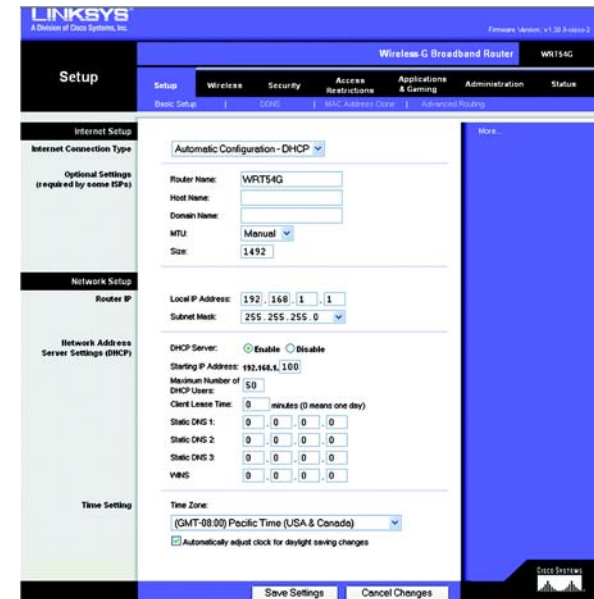 LINKSYS
A Division of Cisco Systems, Inc.
Wireless-G Broadband Router WRT54G
Setup
Setup Wireless Security Access Restrictions Applications & Gaming Administration Status
Basic Setup | DDNS | MAC Address Clone | Advanced Routing
Internet Setup
More...
Internet Connection Type Automatic Configuration - DHCP
Optional Settings
(required by some ISPs)
Router Name: WRT54G
Host Name:
Domain Name:
MTU: Manual
Size: 1492
Network Setup
Router IP
Local IP Address: 192 . 168 . 1 . 1
Subnet Mask: 255.255.255.0
Network Address
Server Settings (DHCP)
DHCP Server: Enable Disable
Starting IP Address: 192.168.1. 100
Maximum Number of
DHCP Users: 50
Client Lease Time: 0 minutes (0 means one day)
Static DNS 1: 0 . 0 . 0 . 0
Static DNS 2: 0 . 0 . 0 . 0
Static DNS 3: 0 . 0 . 0 . 0
WINS 0 . 0 . 0 . 0
Time Setting
Time Zone:
(GMT-08:00) Pacific Time (USA & Canada)
Automatically adjust clock for daylight saving changes
Save Settings Cancel Changes
Cisco Systems